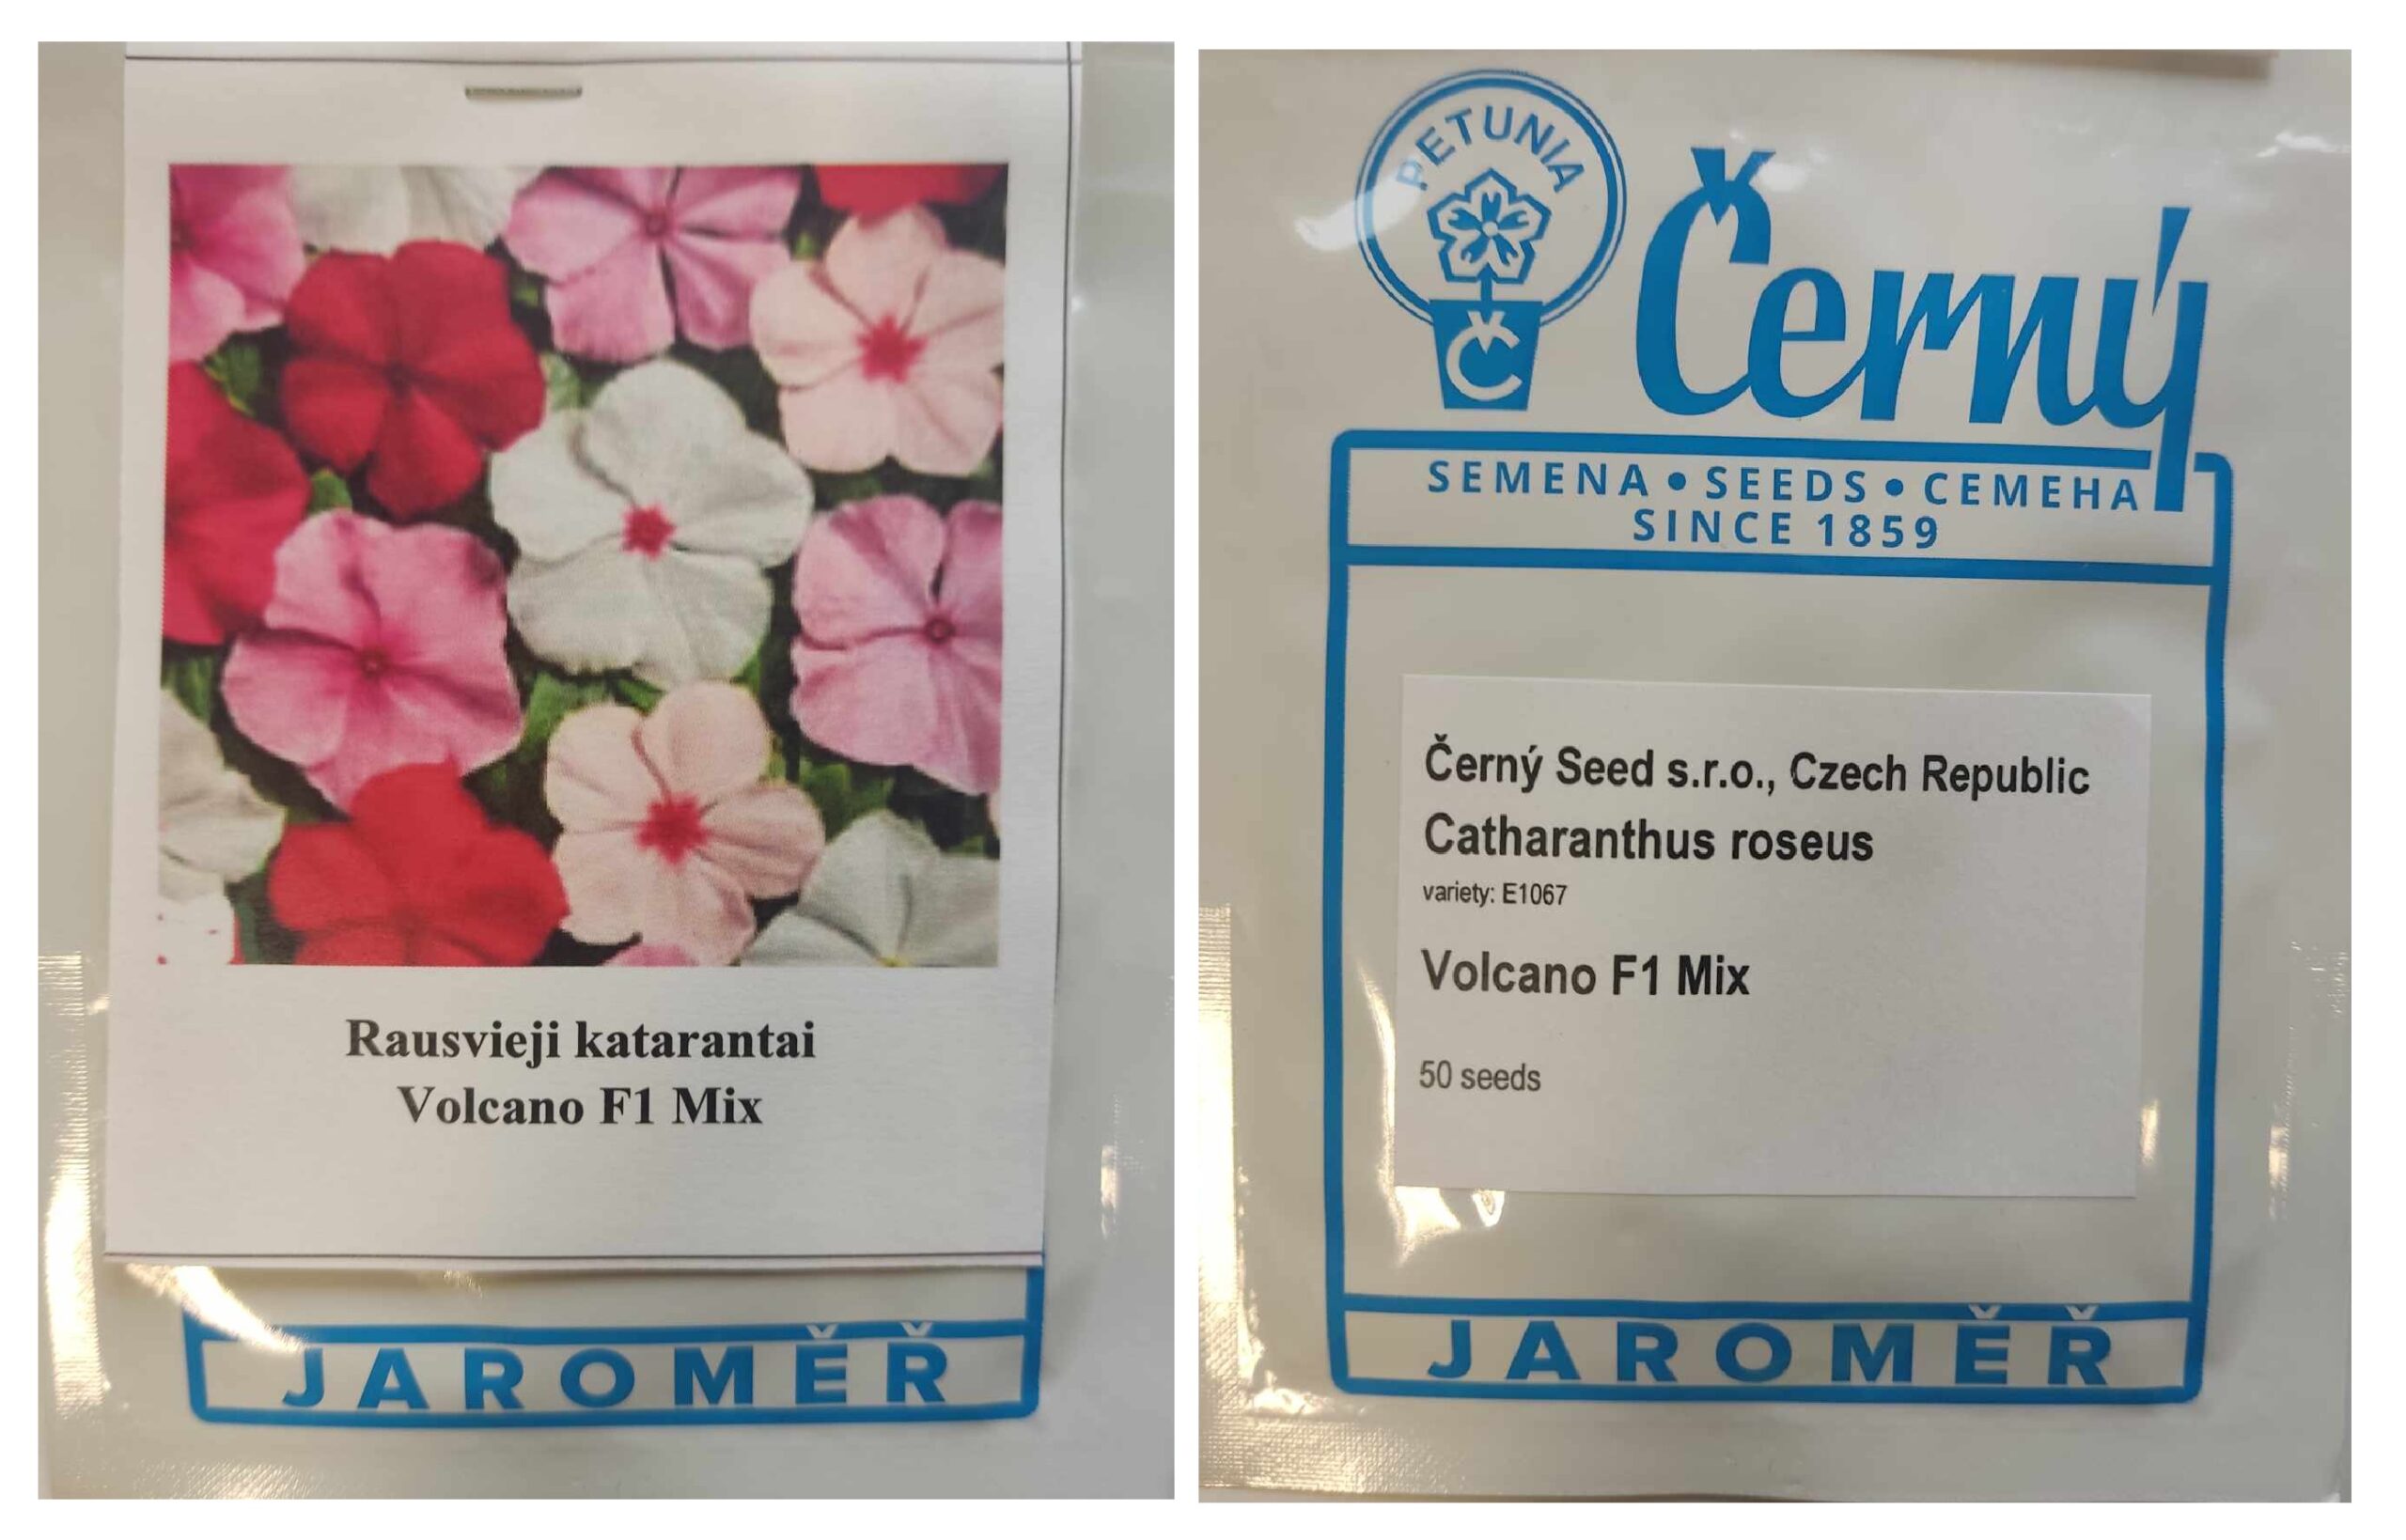 Rausvieji katarantai
Volcano F1 Mix
JAROMĚŘ
PETUNIA
Č
Černý
SEMENA • SEEDS • СЕМЕНА
SINCE 1859
Černý Seed s.r.o., Czech Republic
Catharanthus roseus
variety: E1067
Volcano F1 Mix
50 seeds
JAROMĚŘ